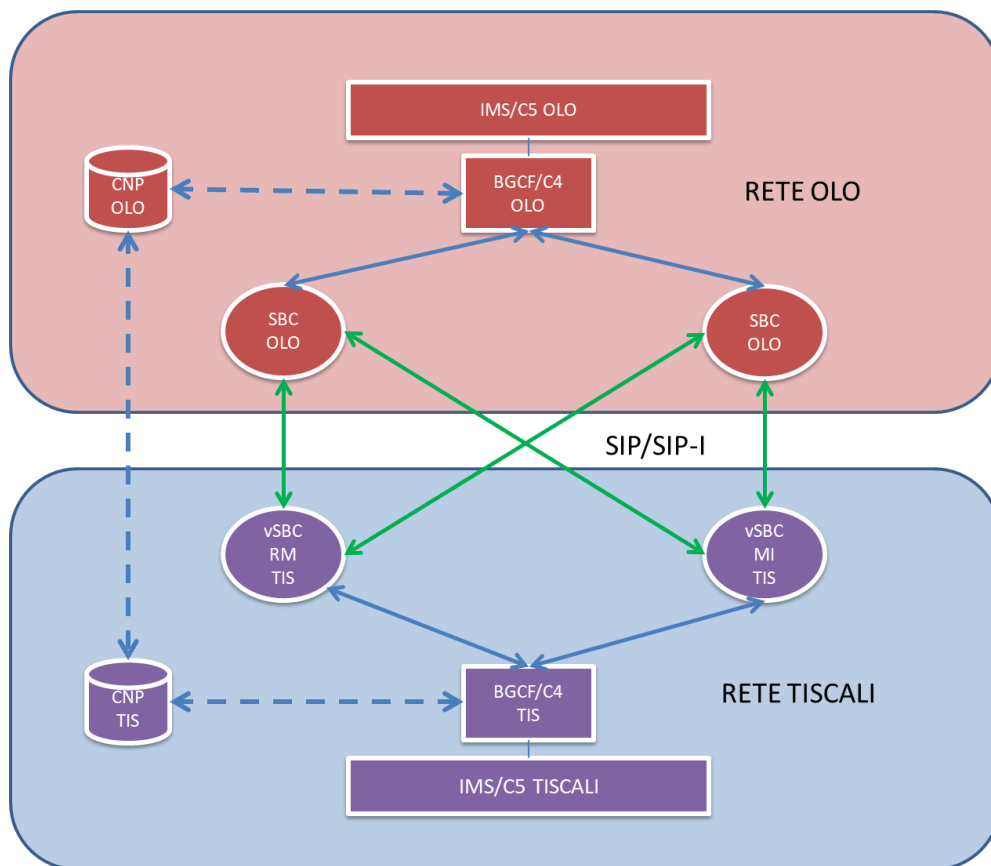 IMS/C5 OLO
CNP
OLO
BGCF/C4
OLO
RETE OLO
SBC
OLO
SBC
OLO
SIP/SIP-I
vSBC
RM
TIS
vSBC
MI
TIS
CNP
TIS
BGCF/C4
TIS
RETE TISCALI
IMS/C5 TISCALI